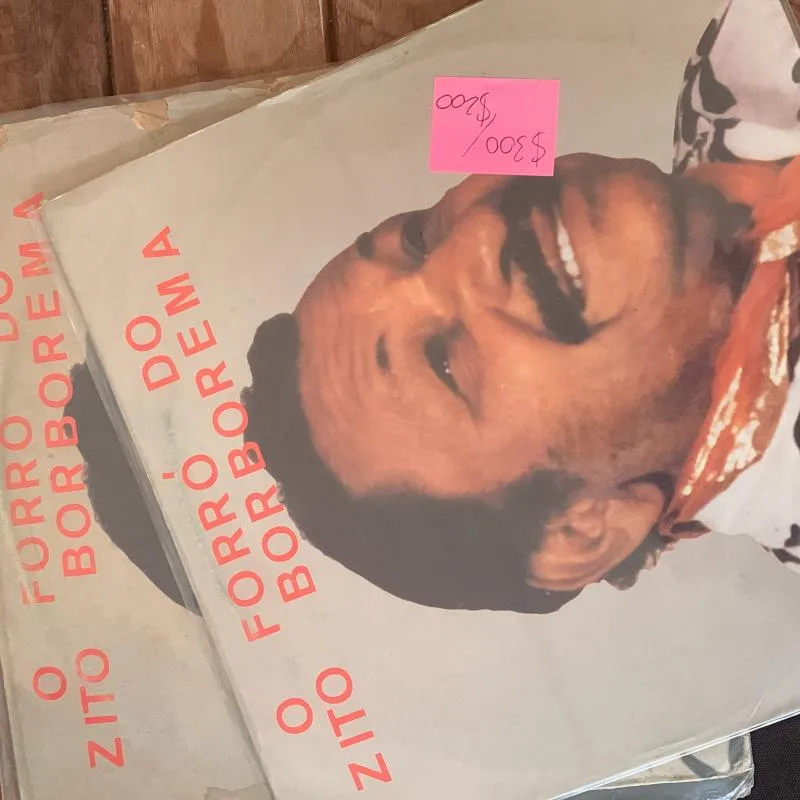 O FORRÓ DO
ZITO BORBOREMA
O FORRÓ DO
ZITO BORBOREMA
$300/
$200